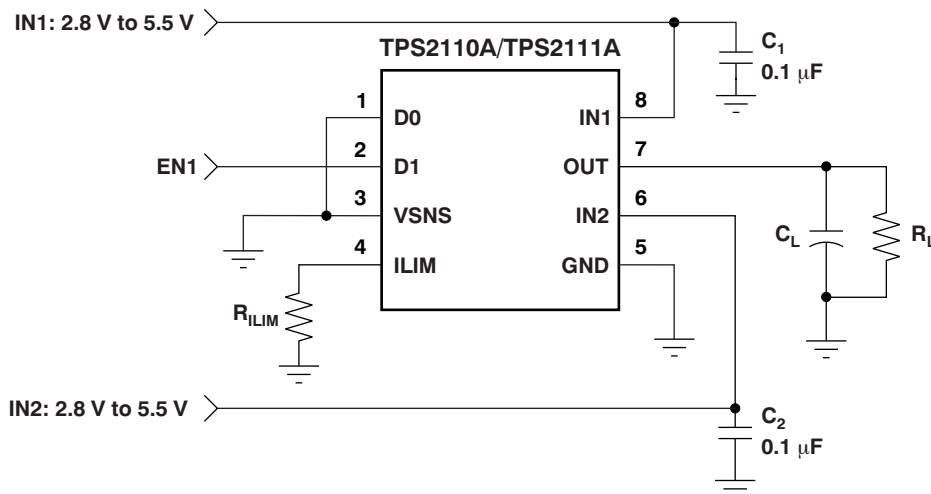 IN1: 2.8 V to 5.5 V
TPS2110A/TPS2111A
C1
0.1 μF
1
D0
IN1
8
EN1
2
D1
OUT
7
3
VSNS
IN2
6
CL
RL
4
ILIM
GND
5
RILIM
IN2: 2.8 V to 5.5 V
C2
0.1 μF